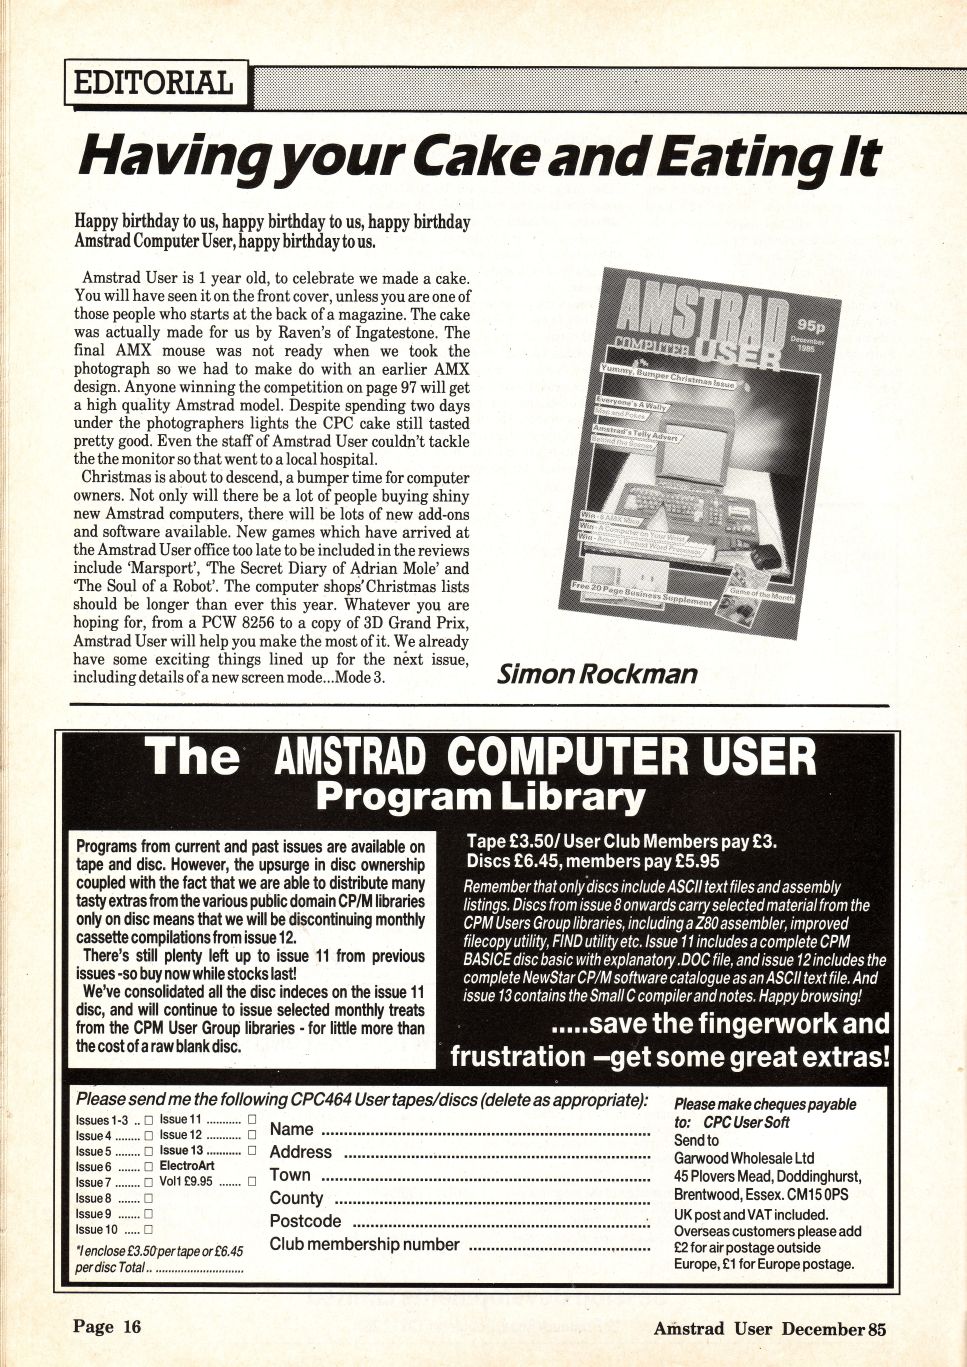 EDITORIAL
Having your Cake and Eating It
Happy birthday to us, happy birthday to us, happy birthday
Amstrad Computer User, happy birthday to us.
Amstrad User is 1 year old, to celebrate we made a cake.
You will have seen it on the front cover, unless you are one of
those people who starts at the back of a magazine. The cake
was actually made for us by Raven's of Ingatestone. The
final AMX mouse was not ready when we took the
photograph so we had to make do with an earlier AMX
design. Anyone winning the competition on page 97 will get
a high quality Amstrad model. Despite spending two days
under the photographers lights the CPC cake still tasted
pretty good. Even the staff of Amstrad User couldn't tackle
the the monitor so that went to a local hospital.
Christmas is about to descend, a bumper time for computer
owners. Not only will there be a lot of people buying shiny
new Amstrad computers, there will be lots of new add-ons
and software available. New games which have arrived at
the Amstrad User office too late to be included in the reviews
include 'Marsport', 'The Secret Diary of Adrian Mole' and
'The Soul of a Robot'. The computer shops' Christmas lists
should be longer than ever this year. Whatever you are
hoping for, from a PCW 8256 to a copy of 3D Grand Prix,
Amstrad User will help you make the most of it. We already
have some exciting things lined up for the next issue,
including details of a new screen mode...Mode 3.
AMSTRAD
COMPUTER USER
95p
December
1985
Yummy, Bumper Christmas Issue
Everyone's A Wally
Map and Pokes
Amstrad's Telly Advert
Behind the Scenes
Win - 5 AMX Mice
Win - A Computer on Your Wrist
Win - Arnor's Promised Word Processor
Free 20 Page Business Supplement
Game of the Month
Simon Rockman
The AMSTRAD COMPUTER USER
Program Library
Programs from current and past issues are available on
tape and disc. However, the upsurge in disc ownership
coupled with the fact that we are able to distribute many
tasty extras from the various public domain CP/M libraries
only on disc means that we will be discontinuing monthly
cassette compilations from issue 12.
There's still plenty left up to issue 11 from previous
issues - so buy now while stocks last!
We've consolidated all the disc indeces on the issue 11
disc, and will continue to issue selected monthly treats
from the CPM User Group libraries - for little more than
the cost of a raw blank disc.
Tape £3.50/ User Club Members pay £3.
Discs £6.45, members pay £5.95
Remember that only discs include ASCII text files and assembly
listings. Discs from issue 8 onwards carry selected material from the
CPM Users Group libraries, including a Z80 assembler, improved
filecopy utility, FIND utility etc. Issue 11 includes a complete CPM
BASICE disc basic with explanatory .DOC file, and issue 12 includes the
complete NewStar CP/M software catalogue as an ASCII text file. And
issue 13 contains the Small C compiler and notes. Happy browsing!
.....save the fingerwork and
frustration –get some great extras!
Please send me the following CPC464 User tapes/discs (delete as appropriate):
Issues 1-3 .. □ Issue 11 ........... □
Issue 4 ........ □ Issue 12 ........... □
Issue 5 ........ □ Issue 13 ........... □
Issue 6 ....... □ ElectroArt
Issue 7 ........ □ Vol1 £9.95 ....... □
Issue 8 ....... □
Issue 9 ....... □
Issue 10 ..... □
*I enclose £3.50 per tape or £6.45
per disc Total .. ............................
Name ..................................................
Address ..................................................
Town ..................................................
County ..................................................
Postcode ..................................................
Club membership number ..............................
Please make cheques payable
to: CPC User Soft
Send to
Garwood Wholesale Ltd
45 Plovers Mead, Doddinghurst,
Brentwood, Essex. CM15 0PS
UK post and VAT included.
Overseas customers please add
£2 for air postage outside
Europe, £1 for Europe postage.
Page 16
Amstrad User December 85